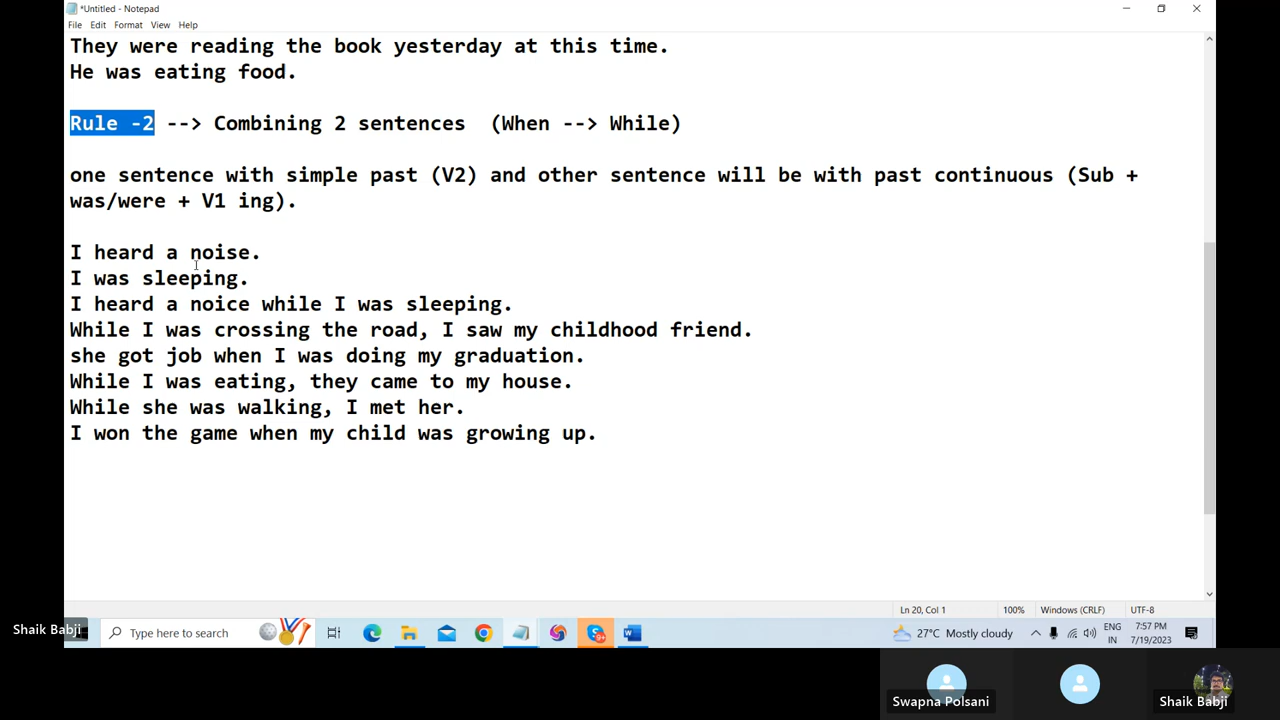 *Untitled - Notepad
File Edit Format View Help
They were reading the book yesterday at this time.
He was eating food.
Rule -2 --> Combining 2 sentences (When --> While)
one sentence with simple past (V2) and other sentence will be with past continuous (Sub +
was/were + V1 ing).
I heard a noise.
I was sleeping.
I heard a noice while I was sleeping.
While I was crossing the road, I saw my childhood friend.
she got job when I was doing my graduation.
While I was eating, they came to my house.
While she was walking, I met her.
I won the game when my child was growing up.
Ln 20, Col 1 100% Windows (CRLF) UTF-8
Shaik Babji
Type here to search
27°C Mostly cloudy
ENG
IN
7:57 PM
7/19/2023
Swapna Polsani
Shaik Babji